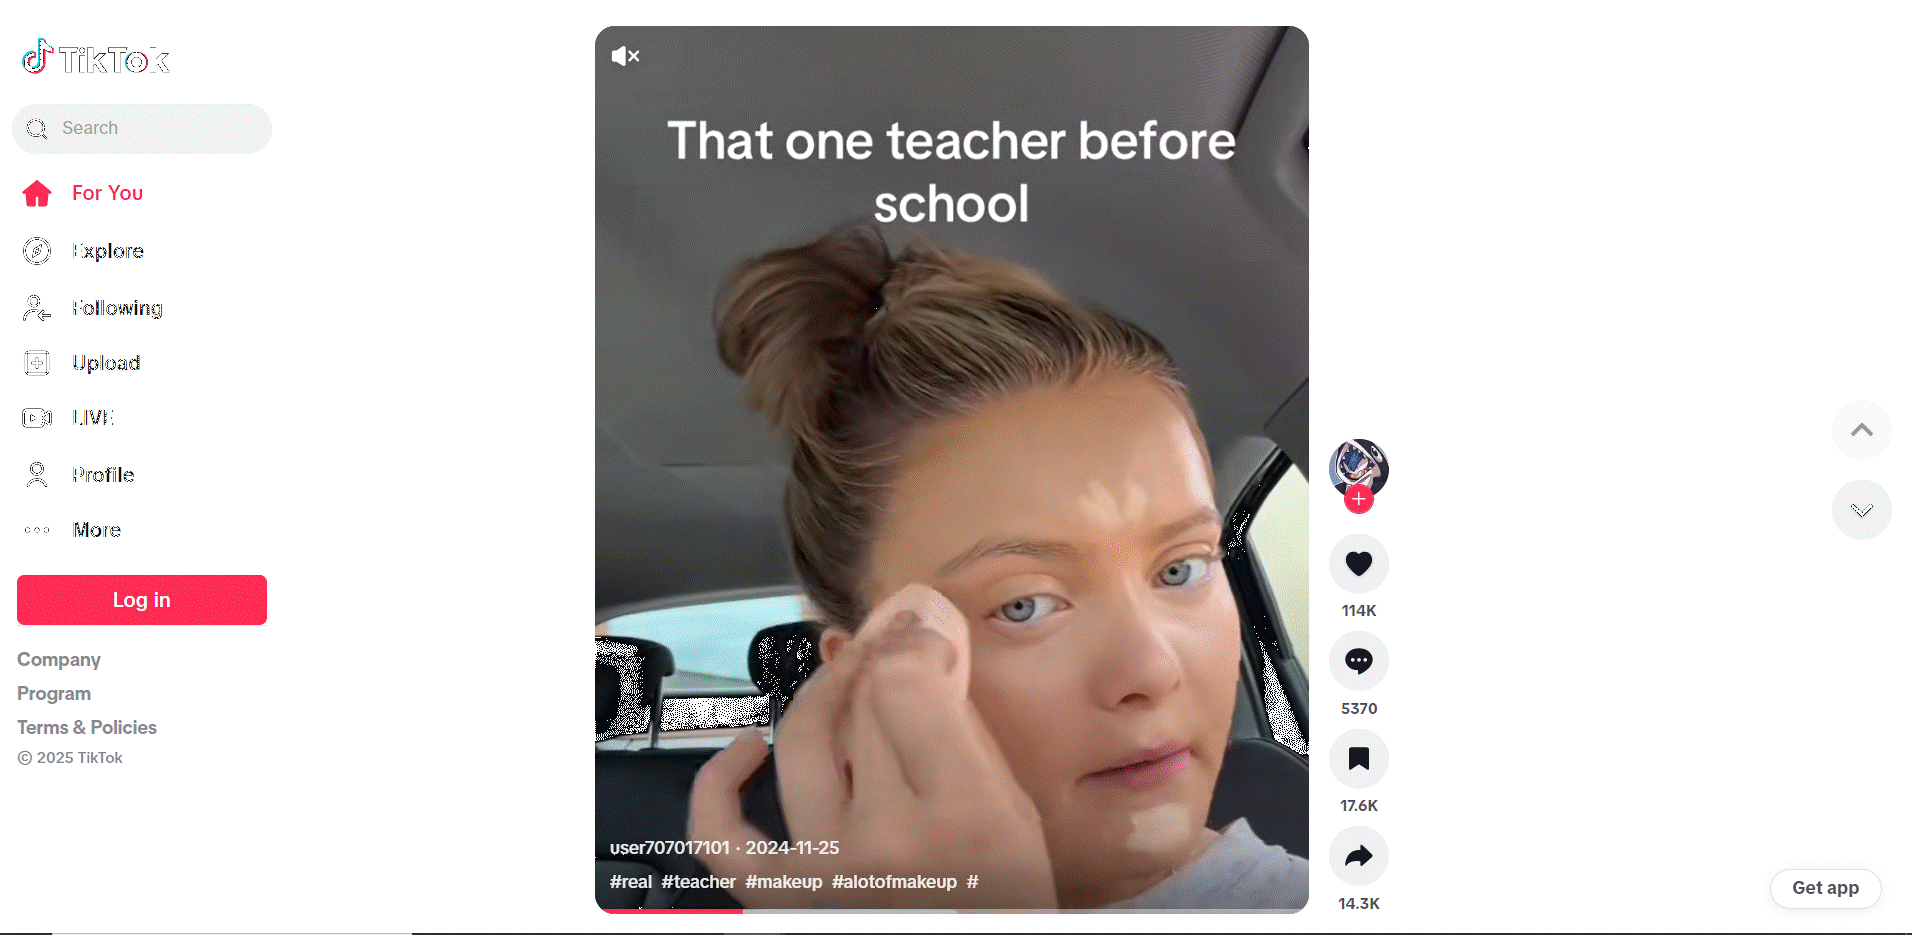 TikTok
Search
For You
Explore
Following
Upload
LIVE
Profile
More
Log in
Company
Program
Terms & Policies
© 2025 TikTok
That one teacher before
school
user707017101 · 2024-11-25
#real #teacher #makeup #alotofmakeup #
114K
5370
17.6K
14.3K
Get app